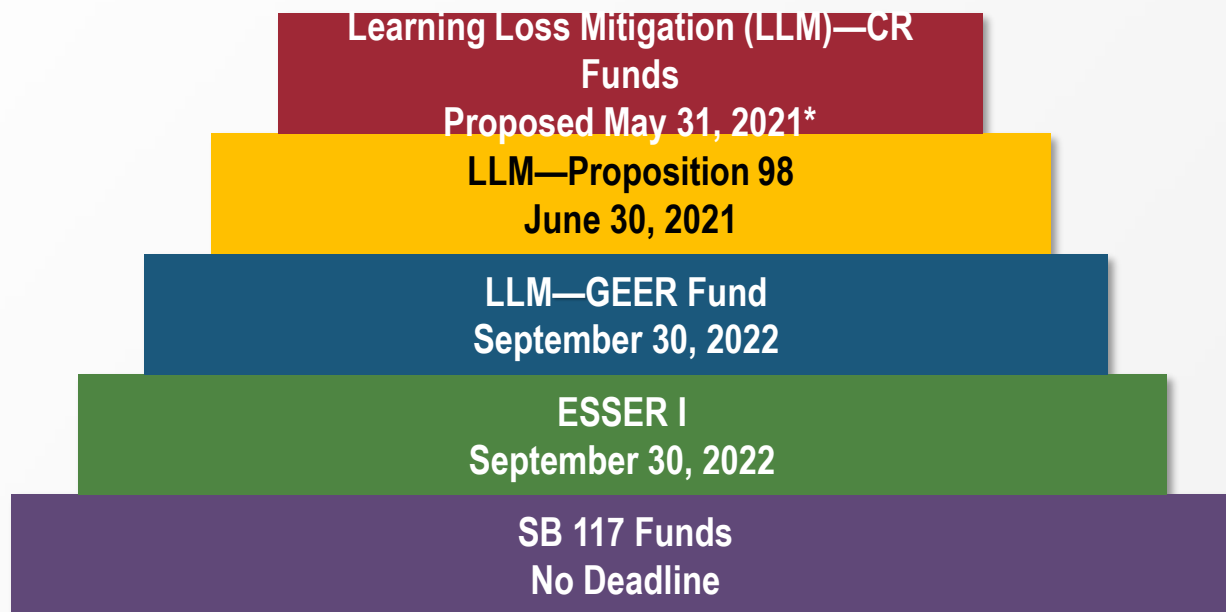 Learning Loss Mitigation (LLM)—CR
Funds
Proposed May 31, 2021*
LLM—Proposition 98
June 30, 2021
LLM—GEER Fund
September 30, 2022
ESSER I
September 30, 2022
SB 117 Funds
No Deadline